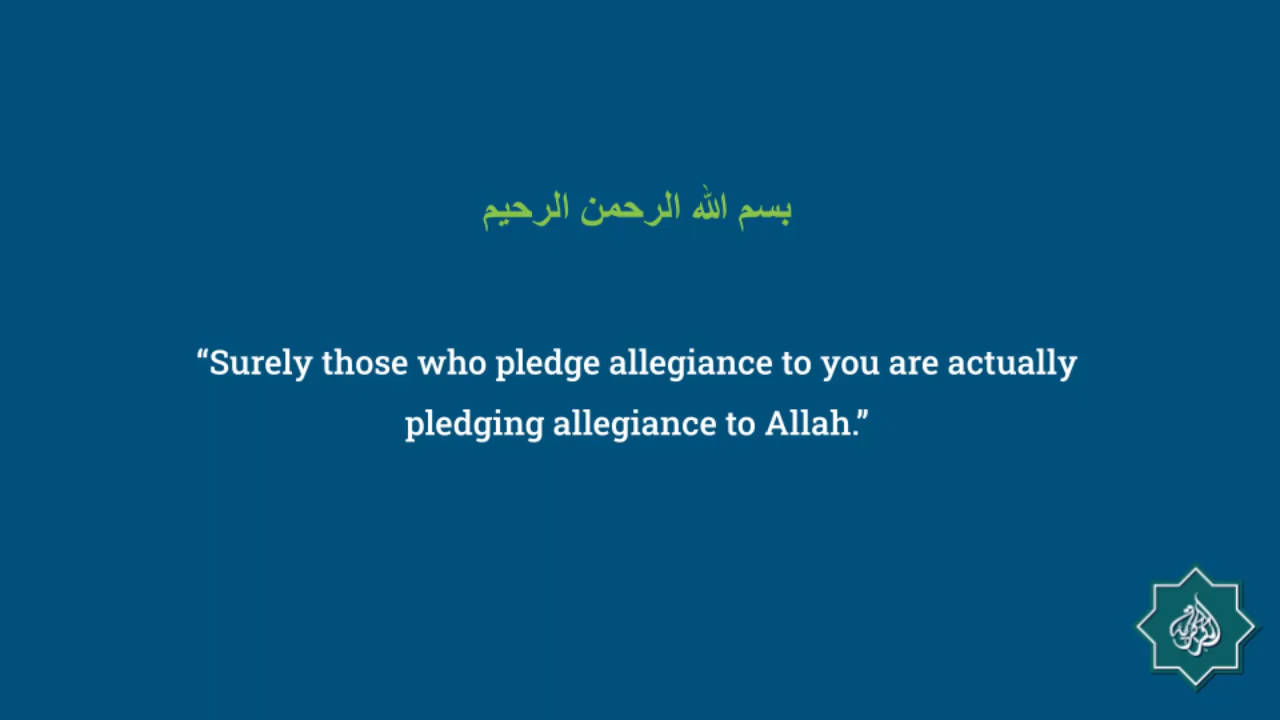 بسم الله الرحمن الرحيم
“Surely those who pledge allegiance to you are actually
pledging allegiance to Allah.”